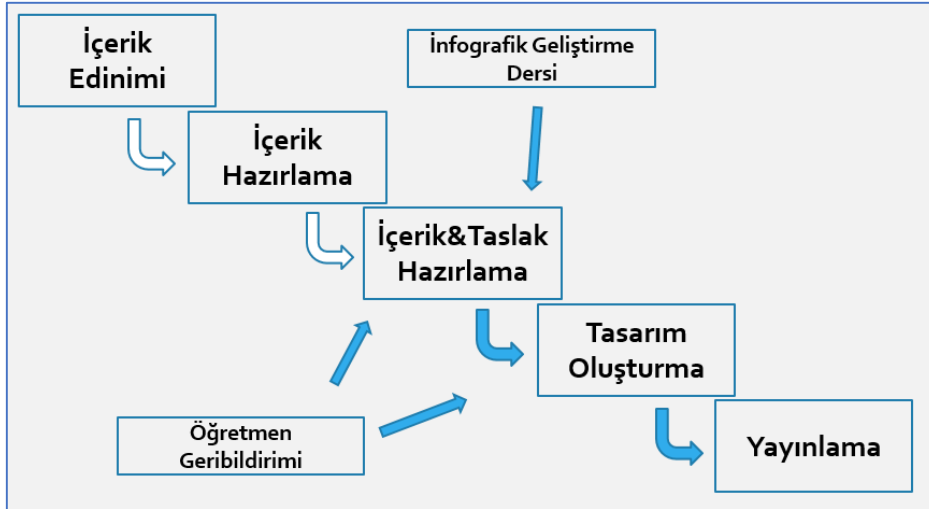 İçerik
Edinimi
İnfografik Geliştirme
Dersi
İçerik
Hazırlama
İçerik&Taslak
Hazırlama
Tasarım
Oluşturma
Öğretmen
Geribildirimi
Yayınlama